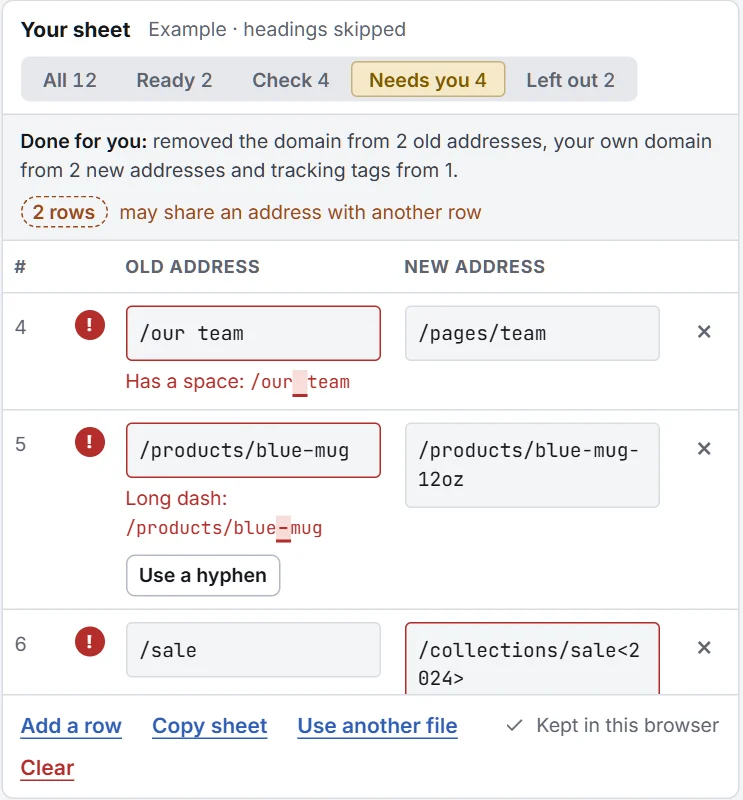 Your sheet Example · headings skipped
All 12 Ready 2 Check 4 Needs you 4 Left out 2
Done for you: removed the domain from 2 old addresses, your own domain
from 2 new addresses and tracking tags from 1.
2 rows may share an address with another row
# OLD ADDRESS NEW ADDRESS
4 ! /our team /pages/team ×
Has a space: /our team
5 ! /products/blue–mug /products/blue-mug-
12oz ×
Long dash:
/products/blue–mug
Use a hyphen
6 ! /sale /collections/sale<2
024> ×
Add a row Copy sheet Use another file ✓ Kept in this browser
Clear